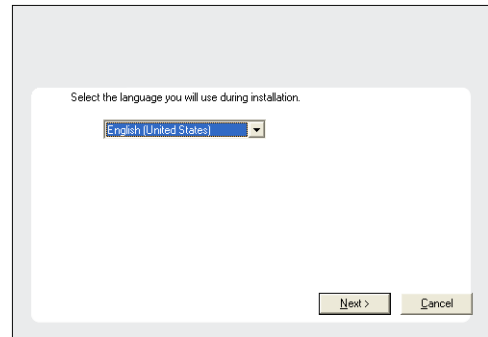 Select the language you will use during installation.
English (United States)
Next >
Cancel